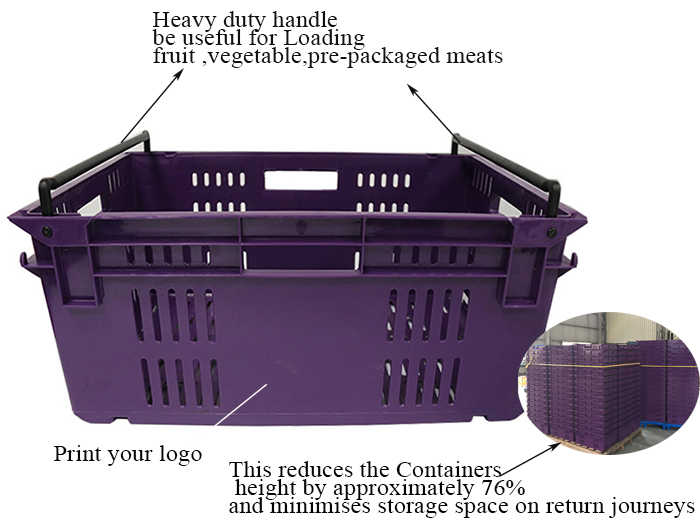 Heavy duty handle
be useful for Loading
fruit ,vegetable,pre-packaged meats
Print your logo
This reduces the Containers
height by approximately 76%
and minimises storage space on return journeys